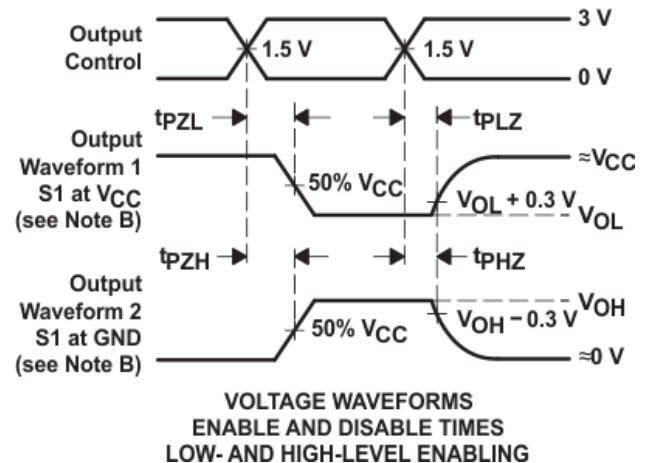 Output
Control
3 V
1.5 V
1.5 V
0 V
tPZL
tPLZ
Output
Waveform 1
S1 at VCC
(see Note B)
≈VCC
50% VCC
VOL + 0.3 V
VOL
tPZH
tPHZ
Output
Waveform 2
S1 at GND
(see Note B)
VOH
VOH − 0.3 V
50% VCC
≈0 V
VOLTAGE WAVEFORMS
ENABLE AND DISABLE TIMES
LOW- AND HIGH-LEVEL ENABLING